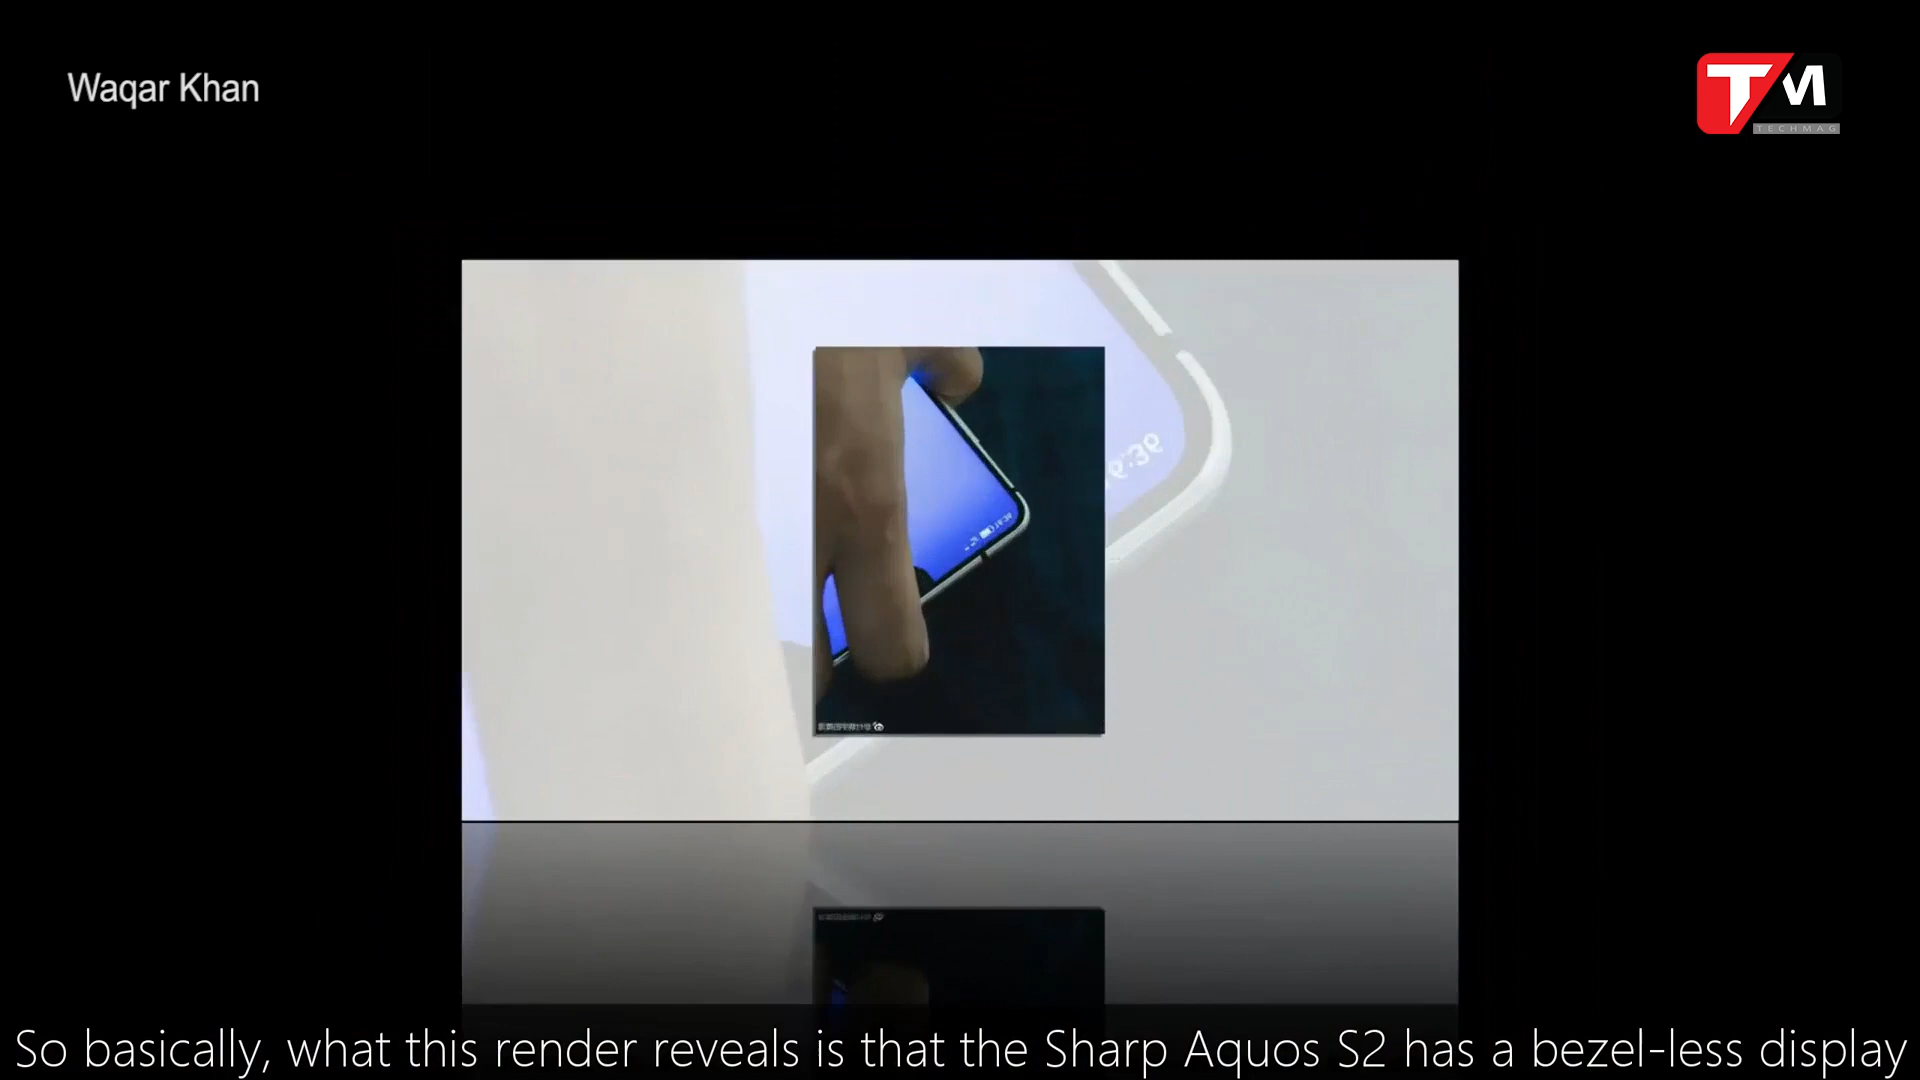 Waqar Khan
TM
TECHMAG
So basically, what this render reveals is that the Sharp Aquos S2 has a bezel-less display